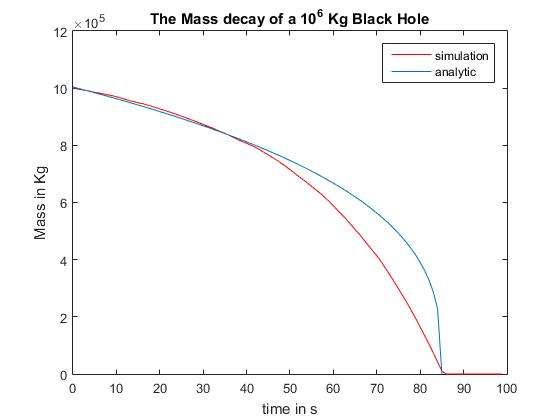 The Mass decay of a 10⁶ Kg Black Hole
×10⁵
12
10
8
6
4
2
0
Mass in Kg
simulation
analytic
0 10 20 30 40 50 60 70 80 90 100
time in s